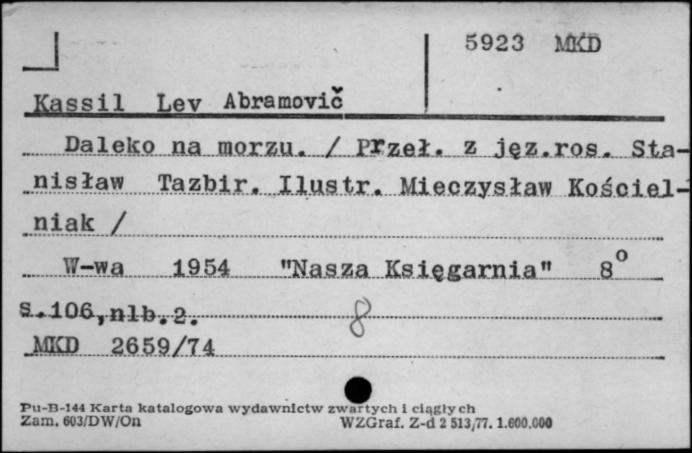 5923 MKD
Kassil Lev Abramovič
Daleko na morzu. / Przeł. z jęz.ros. Sta-
nisław Tazbir. Ilustr. Mieczysław Kościel-
niak /
W-wa 1954 "Nasza Księgarnia" 8°
s.106,nlb.2. 8
MKD 2659/74
Pu-B-144 Karta katalogowa wydawnictw zwartych i ciągłych
Zam. 603/DW/On WZGraf. Z-d 2 513/77. 1.600.000